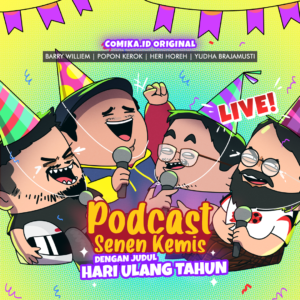 COMIKA.ID ORIGINAL
BARRY WILLIEM | POPON KEROK | HERI HOREH | YUDHA BRAJAMUSTI
LIVE!
Podcast
Senen Kemis
DENGAN JUDUL
HARI ULANG TAHUN